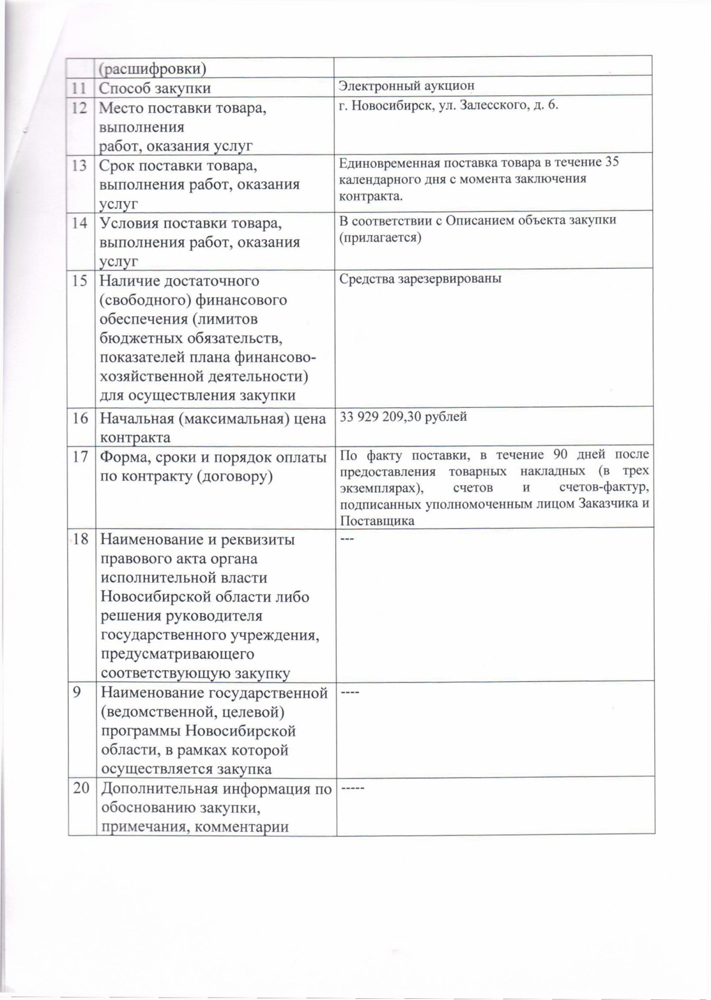 (расшифровки)
11 Способ закупки
Электронный аукцион
12 Место поставки товара,
выполнения
работ, оказания услуг
г. Новосибирск, ул. Залесского, д. 6.
13 Срок поставки товара,
выполнения работ, оказания
услуг
Единовременная поставка товара в течение 35
календарного дня с момента заключения
контракта.
14 Условия поставки товара,
выполнения работ, оказания
услуг
В соответствии с Описанием объекта закупки
(прилагается)
15 Наличие достаточного
(свободного) финансового
обеспечения (лимитов
бюджетных обязательств,
показателей плана финансово-
хозяйственной деятельности)
для осуществления закупки
Средства зарезервированы
16 Начальная (максимальная) цена
контракта
33 929 209,30 рублей
17 Форма, сроки и порядок оплаты
по контракту (договору)
По факту поставки, в течение 90 дней после
предоставления товарных накладных (в трех
экземплярах), счетов и счетов-фактур,
подписанных уполномоченным лицом Заказчика и
Поставщика
18 Наименование и реквизиты
правового акта органа
исполнительной власти
Новосибирской области либо
решения руководителя
государственного учреждения,
предусматривающего
соответствующую закупку
---
9 Наименование государственной
(ведомственной, целевой)
программы Новосибирской
области, в рамках которой
осуществляется закупка
----
20 Дополнительная информация по
обоснованию закупки,
примечания, комментарии
-----